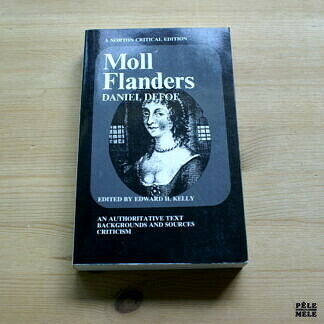 A NORTON CRITICAL EDITION
Moll
Flanders
DANIEL DEFOE
EDITED BY EDWARD H. KELLY
AN AUTHORITATIVE TEXT
BACKGROUNDS AND SOURCES
CRITICISM
PÊLE
MÊLE